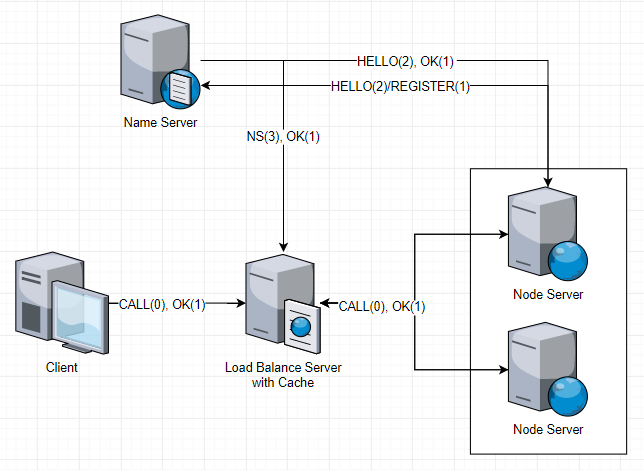 HELLO(2), OK(1)
HELLO(2)/REGISTER(1)
Name Server
NS(3), OK(1)
Node Server
CALL(0), OK(1)
CALL(0), OK(1)
Client
Load Balance Server
with Cache
Node Server